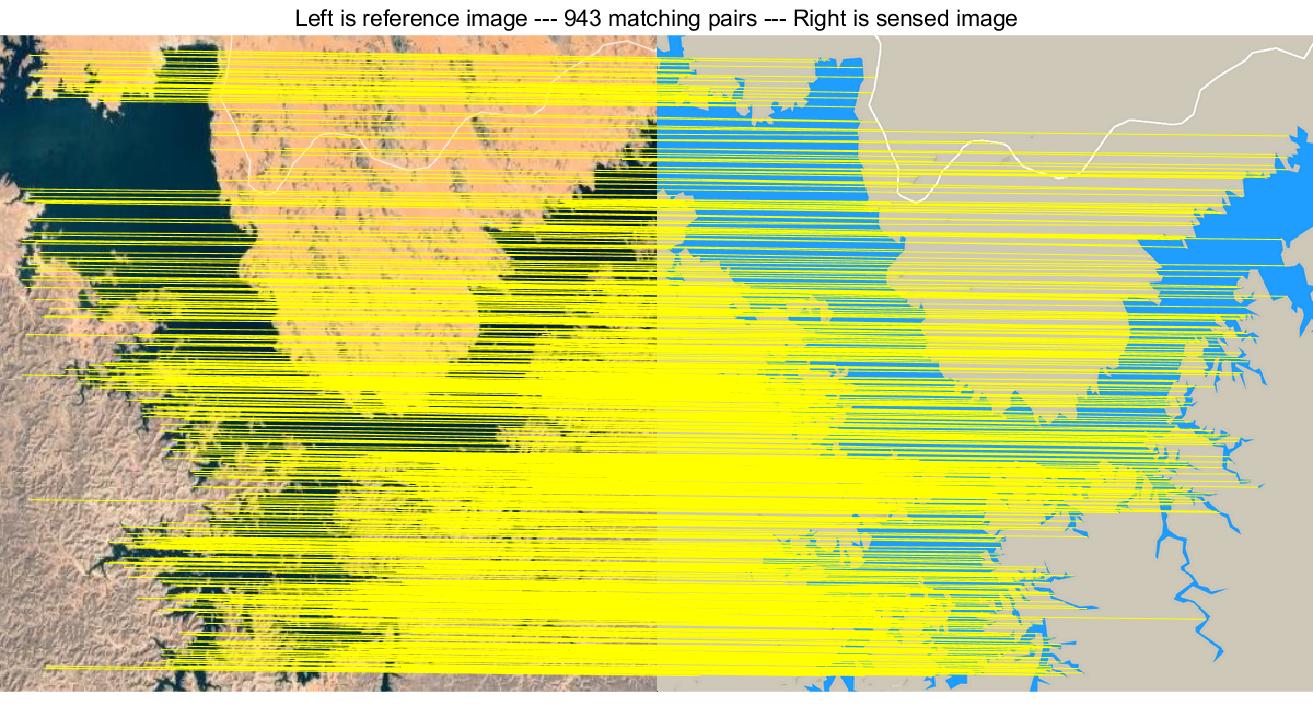 Left is reference image --- 943 matching pairs --- Right is sensed image